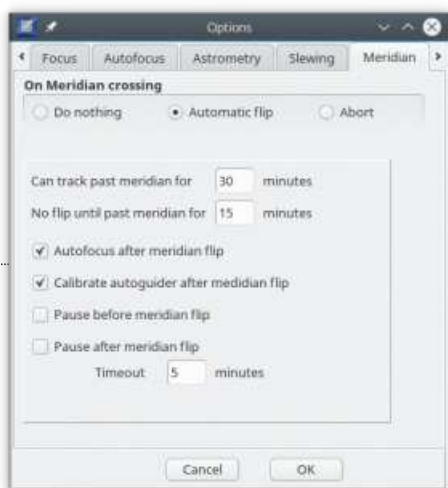 Options
Focus Autofocus Astrometry Slewing Meridian
On Meridian crossing
Do nothing Automatic flip Abort
Can track past meridian for 30 minutes
No flip until past meridian for 15 minutes
Autofocus after meridian flip
Calibrate autoguider after medidian flip
Pause before meridian flip
Pause after meridian flip
Timeout 5 minutes
Cancel OK